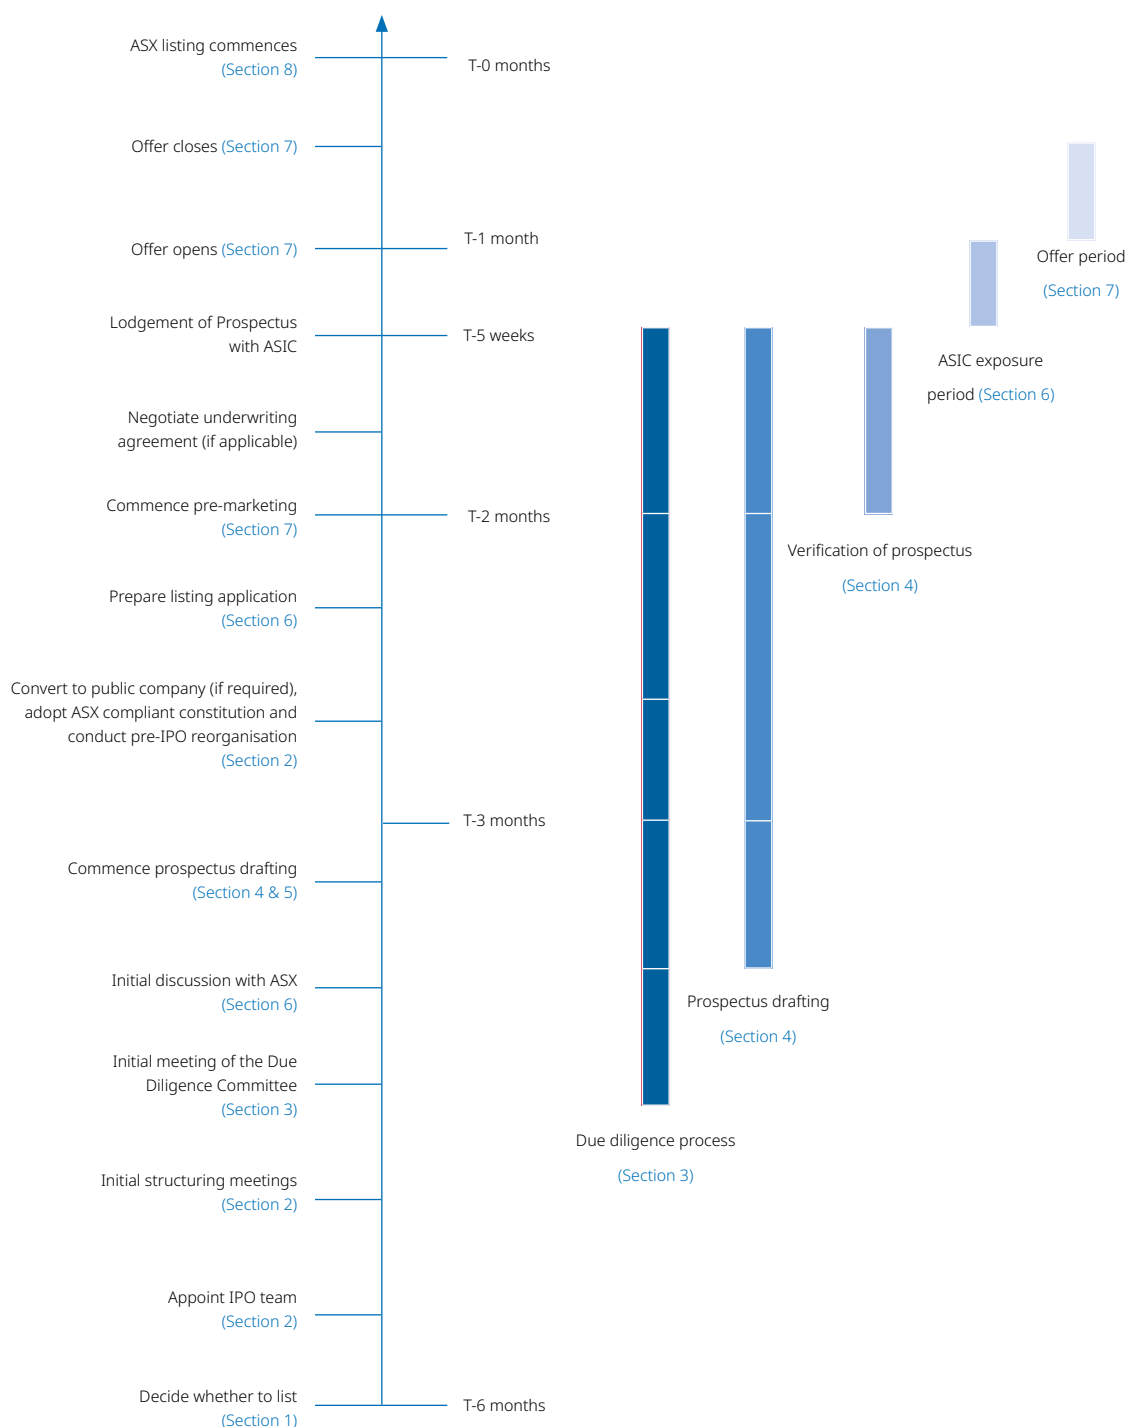 ASX listing commences
(Section 8)
T-0 months
Offer closes (Section 7)
Offer opens (Section 7)
T-1 month
Offer period
(Section 7)
Lodgement of Prospectus
with ASIC
T-5 weeks
ASIC exposure
period (Section 6)
Negotiate underwriting
agreement (if applicable)
Commence pre-marketing
(Section 7)
T-2 months
Verification of prospectus
(Section 4)
Prepare listing application
(Section 6)
Convert to public company (if required),
adopt ASX compliant constitution and
conduct pre-IPO reorganisation
(Section 2)
T-3 months
Commence prospectus drafting
(Section 4 & 5)
Initial discussion with ASX
(Section 6)
Prospectus drafting
(Section 4)
Initial meeting of the Due
Diligence Committee
(Section 3)
Due diligence process
(Section 3)
Initial structuring meetings
(Section 2)
Appoint IPO team
(Section 2)
Decide whether to list
(Section 1)
T-6 months